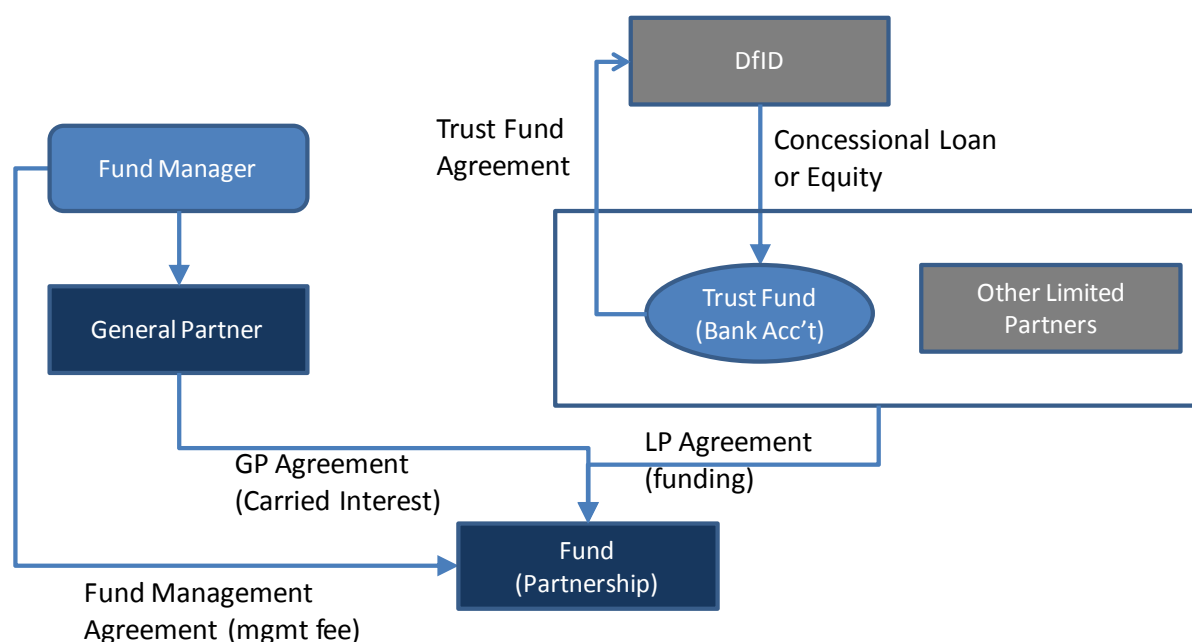 DfID
Trust Fund
Agreement
Concessional Loan
or Equity
Fund Manager
General Partner
Trust Fund
(Bank Acc’t)
Other Limited
Partners
GP Agreement
(Carried Interest)
LP Agreement
(funding)
Fund
(Partnership)
Fund Management
Agreement (mgmt fee)